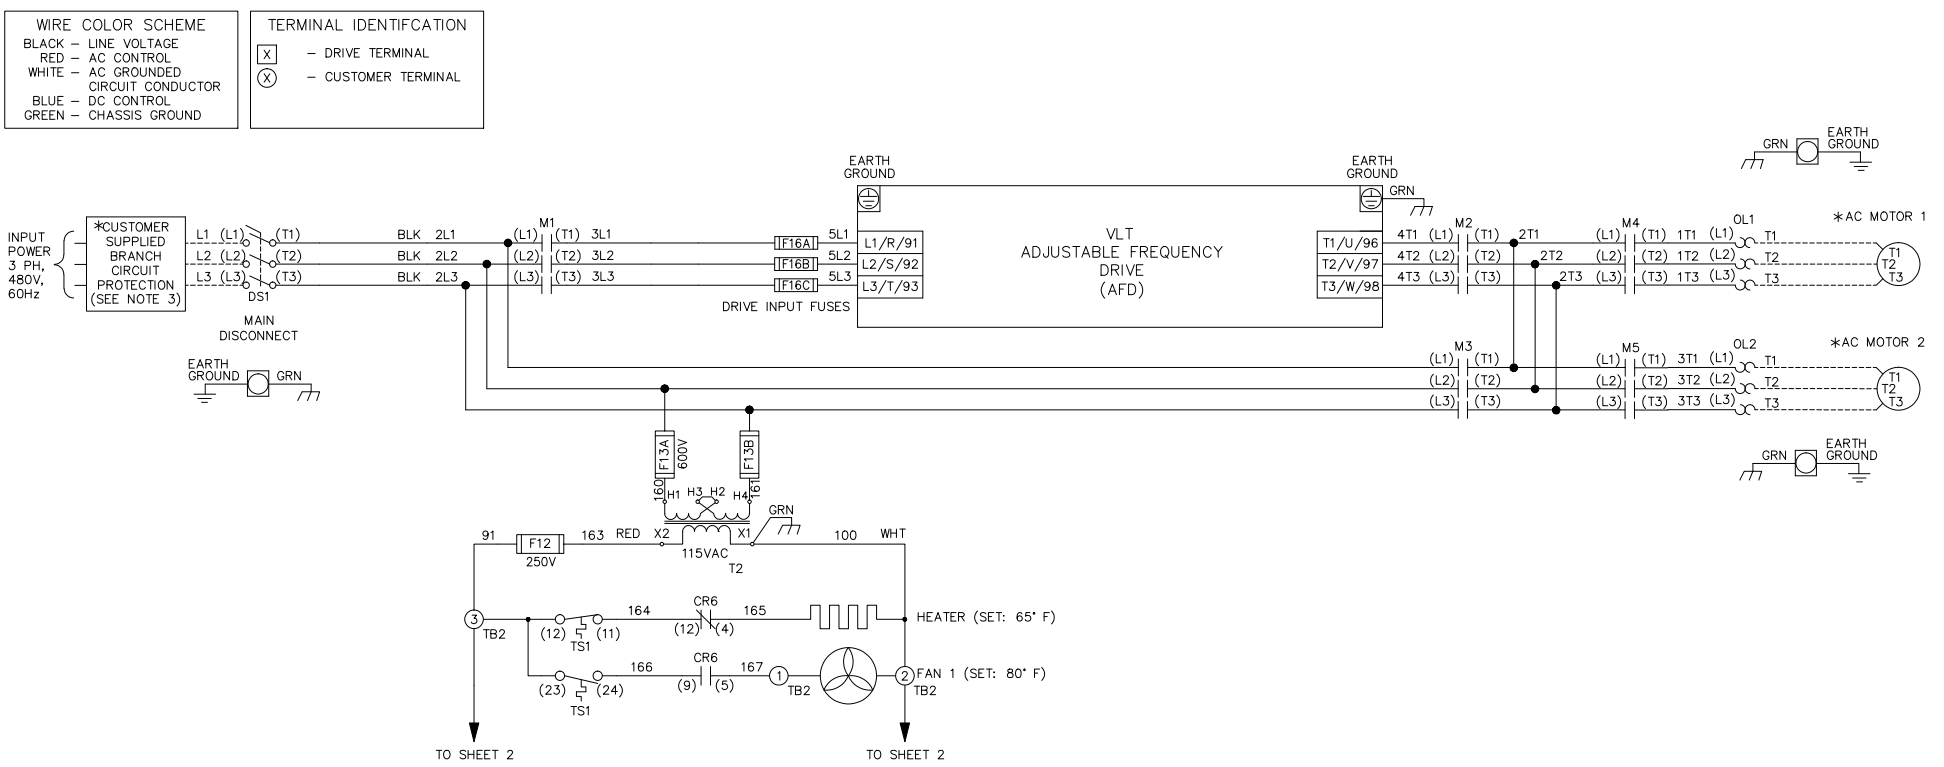 WIRE COLOR SCHEME
BLACK – LINE VOLTAGE
RED – AC CONTROL
WHITE – AC GROUNDED
CIRCUIT CONDUCTOR
BLUE – DC CONTROL
GREEN – CHASSIS GROUND
TERMINAL IDENTIFCATION
X – DRIVE TERMINAL
X – CUSTOMER TERMINAL
INPUT
POWER
3 PH,
480V,
60Hz
*CUSTOMER
SUPPLIED
BRANCH
CIRCUIT
PROTECTION
(SEE NOTE 3)
L1 (L1) (T1) BLK 2L1 (L1) M1 (T1) 3L1 F16A 5L1 L1/R/91
L2 (L2) (T2) BLK 2L2 (L2) (T2) 3L2 F16B 5L2 L2/S/92
L3 (L3) (T3) BLK 2L3 (L3) (T3) 3L3 F16C 5L3 L3/T/93
DS1
MAIN
DISCONNECT
DRIVE INPUT FUSES
EARTH
GROUND
GRN
EARTH
GROUND
VLT
ADJUSTABLE FREQUENCY
DRIVE
(AFD)
EARTH
GROUND
GRN
GRN
EARTH
GROUND
M2
M4
OL1
*AC MOTOR 1
T1/U/96 4T1 (L1) (T1) 2T1 (L1) (T1) 1T1 (L1) T1
T2/V/97 4T2 (L2) (T2) 2T2 (L2) (T2) 1T2 (L2) T2
T3/W/98 4T3 (L3) (T3) 2T3 (L3) (T3) 1T3 (L3) T3
T1
T2
T3
M3
M5
OL2
*AC MOTOR 2
(L1) (T1) (L1) (T1) 3T1 (L1) T1
(L2) (T2) (L2) (T2) 3T2 (L2) T2
(L3) (T3) (L3) (T3) 3T3 (L3) T3
T1
T2
T3
GRN
EARTH
GROUND
F13A
600V
F13B
160
161
H1 H3 H2 H4
GRN
91 F12 163 RED X2 X1 100 WHT
250V
115VAC
T2
3
TB2
(12) (11)
TS1
164
CR6
(12) (4)
165
HEATER (SET: 65° F)
(23) (24)
TS1
166
CR6
(9) (5)
167
1
TB2
2
TB2
FAN 1 (SET: 80° F)
TO SHEET 2
TO SHEET 2